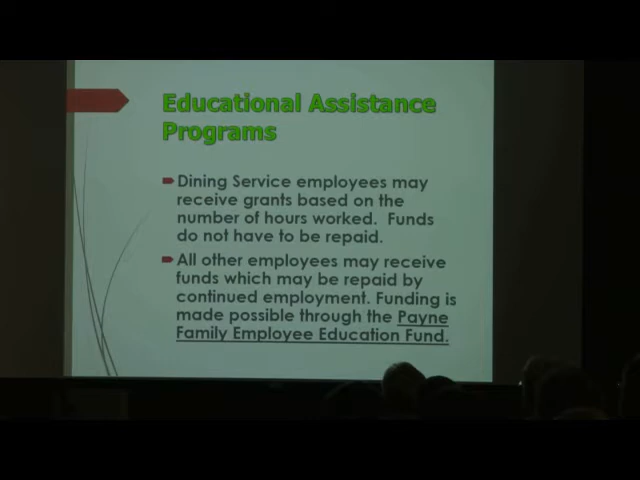 Educational Assistance
Programs
Dining Service employees may
receive grants based on the
number of hours worked.  Funds
do not have to be repaid.
All other employees may receive
funds which may be repaid by
continued employment. Funding is
made possible through the Payne
Family Employee Education Fund.